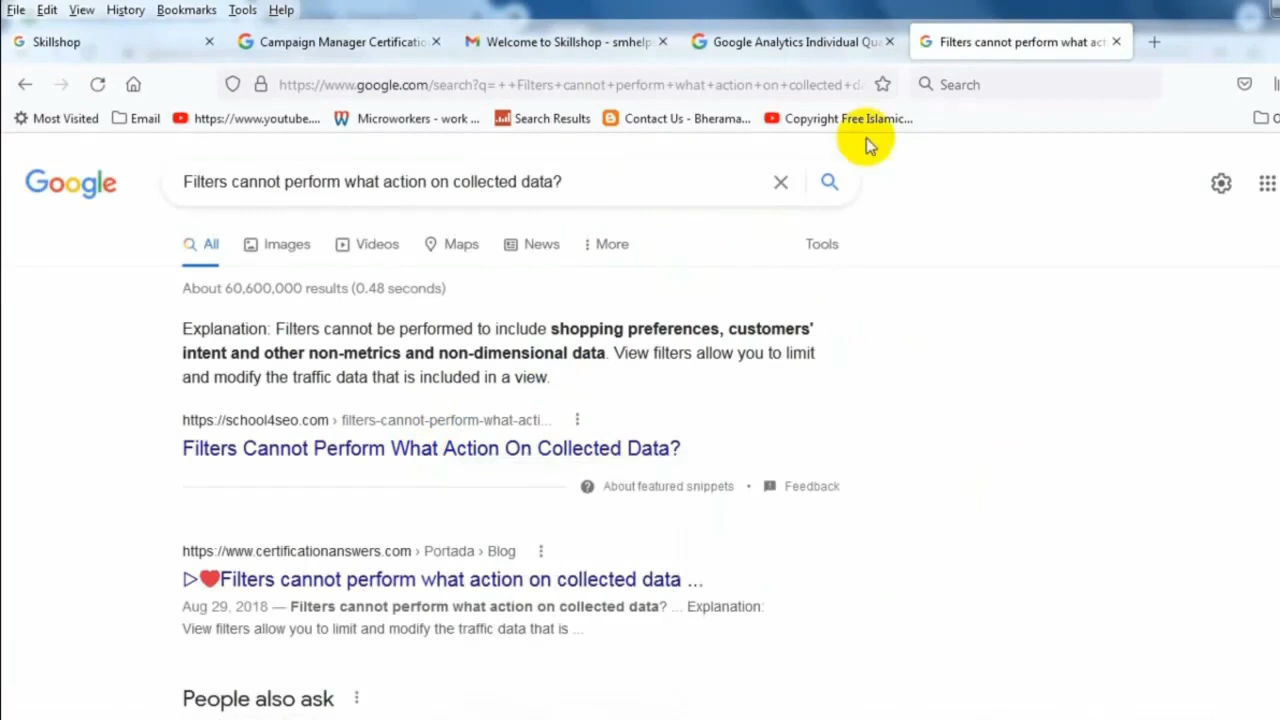 File Edit View History Bookmarks Tools Help
Skillshop
Campaign Manager Certificatio
Welcome to Skillshop - smhelp
Google Analytics Individual Qu
Filters cannot perform what act
https://www.google.com/search?q=++Filters+cannot+perform+what+action+on+collected+d
Search
Most Visited
Email
https://www.youtube....
Microworkers - work ...
Search Results
Contact Us - Bherama...
Copyright Free Islamic...
Google
Filters cannot perform what action on collected data?
All
Images
Videos
Maps
News
More
Tools
About 60,600,000 results (0.48 seconds)
Explanation: Filters cannot be performed to include shopping preferences, customers'
intent and other non-metrics and non-dimensional data. View filters allow you to limit
and modify the traffic data that is included in a view.
https://school4seo.com › filters-cannot-perform-what-acti...
Filters Cannot Perform What Action On Collected Data?
About featured snippets • Feedback
https://www.certificationanswers.com › Portada › Blog
▷❤️Filters cannot perform what action on collected data ...
Aug 29, 2018 — Filters cannot perform what action on collected data? ... Explanation:
View filters allow you to limit and modify the traffic data that is ...
People also ask